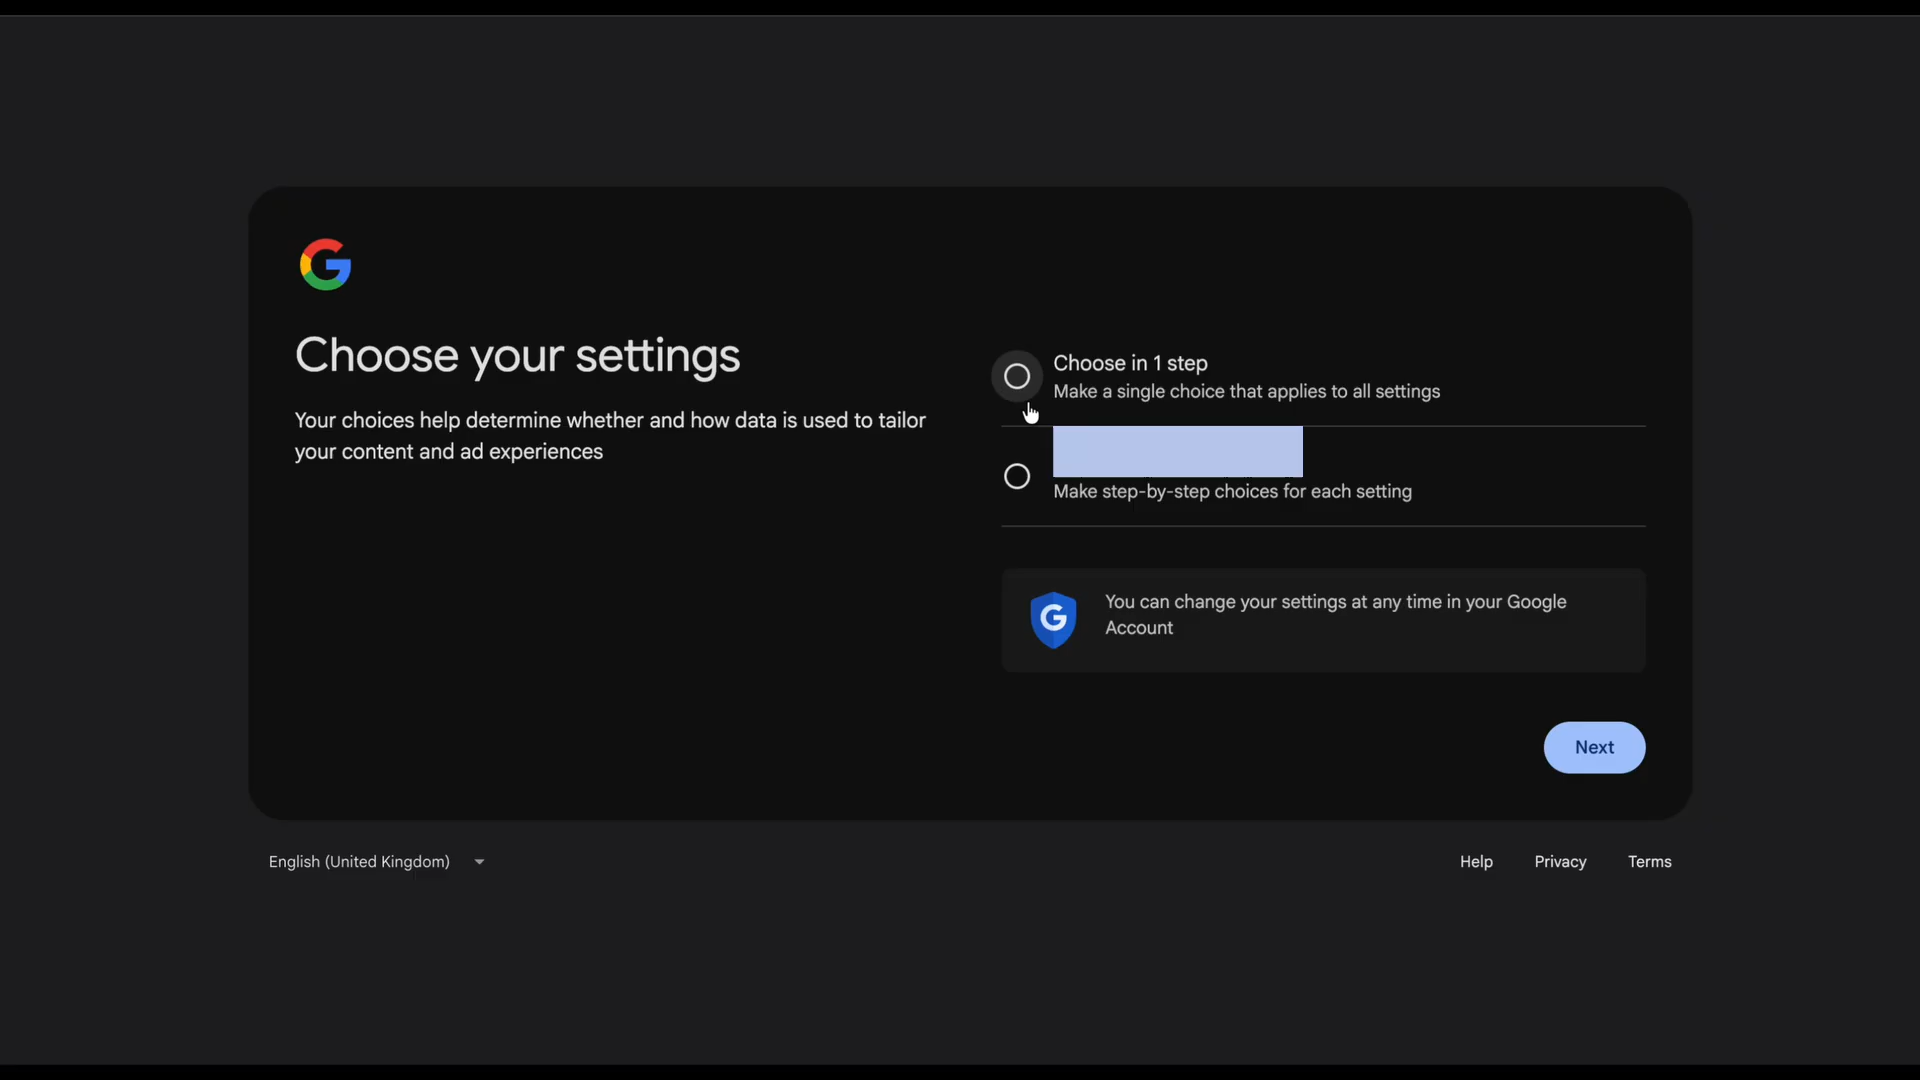 Choose your settings
Your choices help determine whether and how data is used to tailor
your content and ad experiences
Choose in 1 step
Make a single choice that applies to all settings
Make step-by-step choices for each setting
You can change your settings at any time in your Google
Account
Next
English (United Kingdom)
Help Privacy Terms